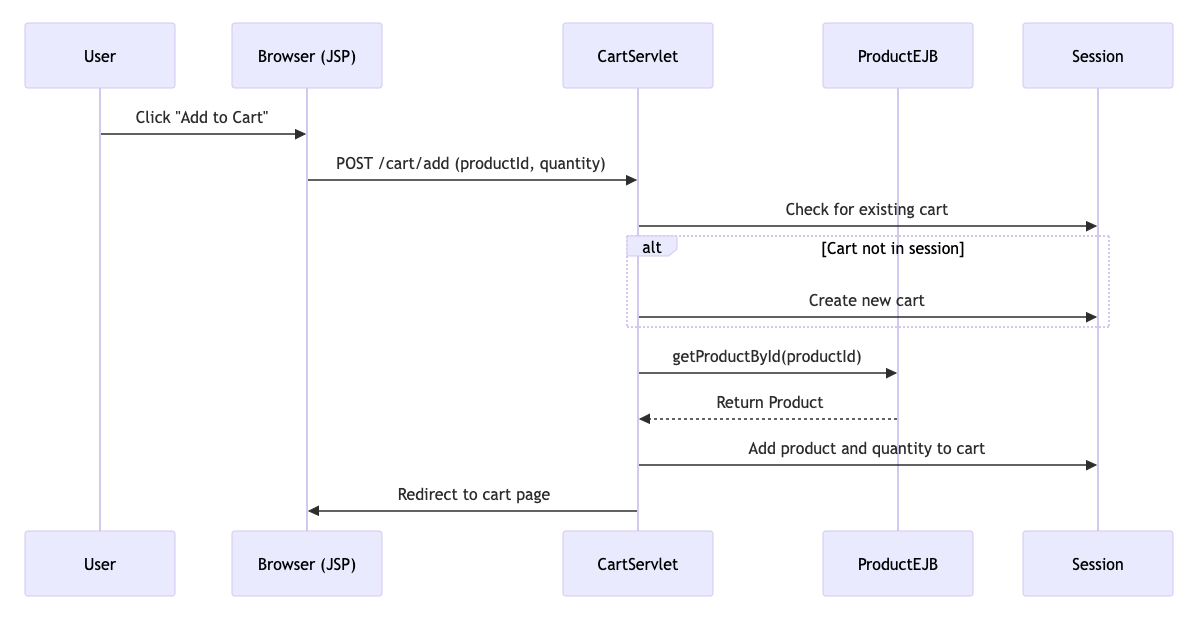 User
Browser (JSP)
CartServlet
ProductEJB
Session
Click "Add to Cart"
POST /cart/add (productId, quantity)
Check for existing cart
alt
[Cart not in session]
Create new cart
getProductById(productId)
Return Product
Add product and quantity to cart
Redirect to cart page
User
Browser (JSP)
CartServlet
ProductEJB
Session